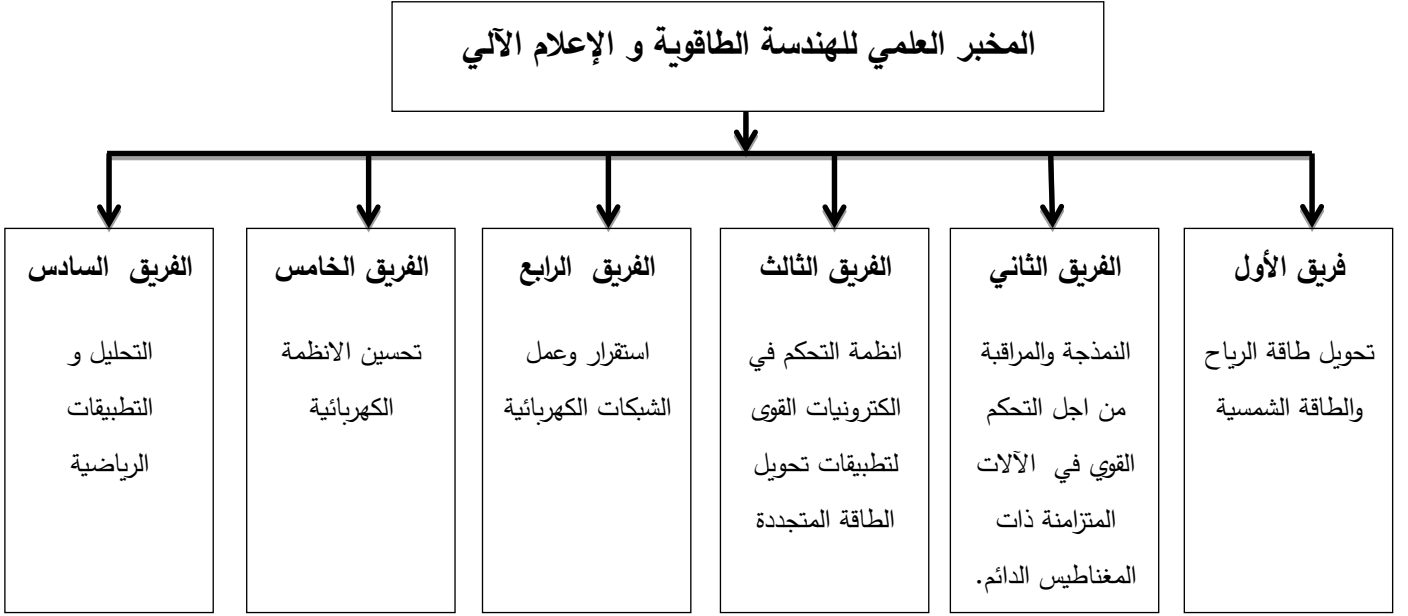 المخبر العلمي للهندسة الطاقوية و الإعلام الآلي
فريق الأول
تحويل طاقة الرياح
والطاقة الشمسية
الفريق الثاني
النمذجة والمراقبة
من اجل التحكم
القوي في الآلات
المتزامنة ذات
المغناطيس الدائم.
الفريق الثالث
انظمة التحكم في
الكترونيات القوى
لتطبيقات تحويل
الطاقة المتجددة
الفريق الرابع
استقرار وعمل
الشبكات الكهربائية
الفريق الخامس
تحسين الانظمة
الكهربائية
الفريق السادس
التحليل و
التطبيقات
الرياضية